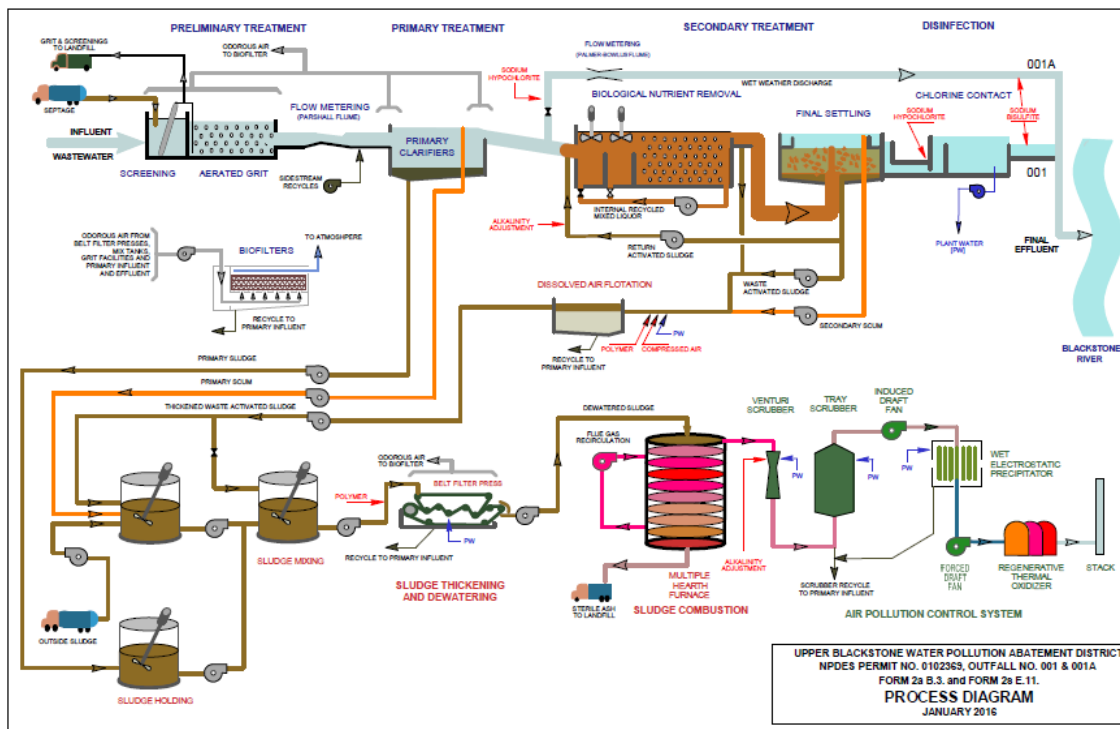 PRELIMINARY TREATMENT
PRIMARY TREATMENT
SECONDARY TREATMENT
DISINFECTION
GRIT & SCREENINGS
TO LANDFILL
ODOROUS AIR
TO BIOFILTER
FLOW METERING
(PALMER-BOWLUS FLUME)
001A
SODIUM
HYPOCHLORITE
WET WEATHER DISCHARGE
SEPTAGE
BIOLOGICAL NUTRIENT REMOVAL
CHLORINE CONTACT
FLOW METERING
(PARSHALL FLUME)
FINAL SETTLING
SODIUM
HYPOCHLORITE
SODIUM
BISULFITE
INFLUENT
WASTEWATER
PRIMARY
CLARIFIERS
SCREENING
AERATED GRIT
SIDESTREAM
RECYCLES
001
INTERNAL RECYCLED
MIXED LIQUOR
ALKALINITY
ADJUSTMENT
PLANT WATER
(PW)
FINAL
EFFLUENT
ODOROUS AIR FROM
BELT FILTER PRESSES,
MIX TANKS,
GRIT FACILITIES AND
PRIMARY INFLUENT
AND EFFLUENT
TO ATMOSHPERE
BIOFILTERS
RETURN
ACTIVATED SLUDGE
DISSOLVED AIR FLOTATION
WASTE
ACTIVATED SLUDGE
RECYCLE TO
PRIMARY INFLUENT
PW
SECONDARY SCUM
POLYMER
COMPRESSED AIR
RECYCLE TO
PRIMARY INFLUENT
BLACKSTONE
RIVER
PRIMARY SLUDGE
PRIMARY SCUM
THICKENED WASTE ACTIVATED SLUDGE
DEWATERED SLUDGE
VENTURI
SCRUBBER
TRAY
SCRUBBER
INDUCED
DRAFT
FAN
FLUE GAS
RECIRCULATION
ODOROUS AIR
TO BIOFILTER
PW
PW
PW
WET
ELECTROSTATIC
PRECIPITATOR
BELT FILTER PRESS
POLYMER
PW
RECYCLE TO PRIMARY INFLUENT
SLUDGE MIXING
SLUDGE THICKENING
AND DEWATERING
ALKALINITY
ADJUSTMENT
MULTIPLE
HEARTH
FURNACE
STERILE ASH
TO LANDFILL
SLUDGE COMBUSTION
SCRUBBER RECYCLE
TO PRIMARY INFLUENT
FORCED
DRAFT
FAN
REGENERATIVE
THERMAL
OXIDIZER
STACK
AIR POLLUTION CONTROL SYSTEM
OUTSIDE SLUDGE
SLUDGE HOLDING
UPPER BLACKSTONE WATER POLLUTION ABATEMENT DISTRICT
NPDES PERMIT NO. 0102369, OUTFALL NO. 001 & 001A
FORM 2a B.3. and FORM 2s E.11.
PROCESS DIAGRAM
JANUARY 2016